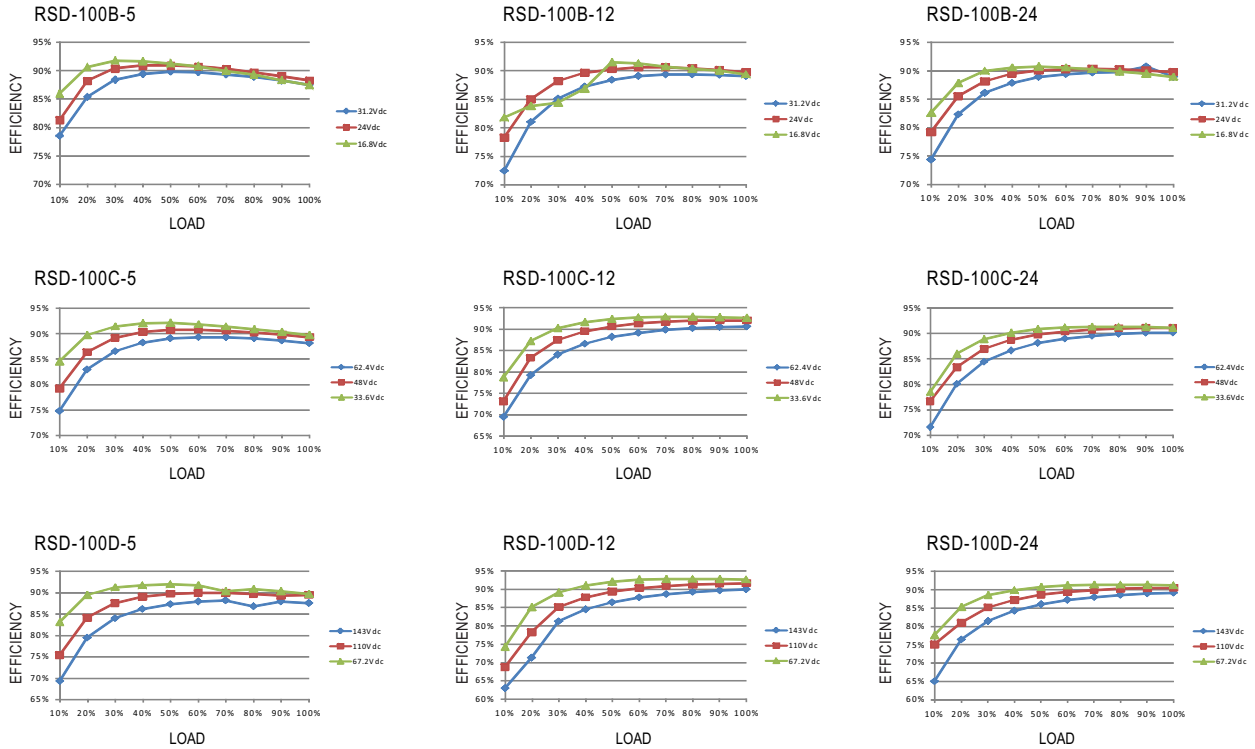 RSD-100B-5
EFFICIENCY
95%
90%
85%
80%
75%
70%
10% 20% 30% 40% 50% 60% 70% 80% 90% 100%
LOAD
31.2Vdc
24Vdc
16.8Vdc
RSD-100B-12
EFFICIENCY
95%
90%
85%
80%
75%
70%
10% 20% 30% 40% 50% 60% 70% 80% 90% 100%
LOAD
31.2Vdc
24Vdc
16.8Vdc
RSD-100B-24
EFFICIENCY
95%
90%
85%
80%
75%
70%
10% 20% 30% 40% 50% 60% 70% 80% 90% 100%
LOAD
31.2Vdc
24Vdc
16.8Vdc
RSD-100C-5
EFFICIENCY
95%
90%
85%
80%
75%
70%
10% 20% 30% 40% 50% 60% 70% 80% 90% 100%
LOAD
62.4Vdc
48Vdc
33.6Vdc
RSD-100C-12
EFFICIENCY
95%
90%
85%
80%
75%
70%
65%
10% 20% 30% 40% 50% 60% 70% 80% 90% 100%
LOAD
62.4Vdc
48Vdc
33.6Vdc
RSD-100C-24
EFFICIENCY
95%
90%
85%
80%
75%
70%
10% 20% 30% 40% 50% 60% 70% 80% 90% 100%
LOAD
62.4Vdc
48Vdc
33.6Vdc
RSD-100D-5
EFFICIENCY
95%
90%
85%
80%
75%
70%
65%
10% 20% 30% 40% 50% 60% 70% 80% 90% 100%
LOAD
143Vdc
110Vdc
67.2Vdc
RSD-100D-12
EFFICIENCY
95%
90%
85%
80%
75%
70%
65%
60%
10% 20% 30% 40% 50% 60% 70% 80% 90% 100%
LOAD
143Vdc
110Vdc
67.2Vdc
RSD-100D-24
EFFICIENCY
95%
90%
85%
80%
75%
70%
65%
60%
10% 20% 30% 40% 50% 60% 70% 80% 90% 100%
LOAD
143Vdc
110Vdc
67.2Vdc